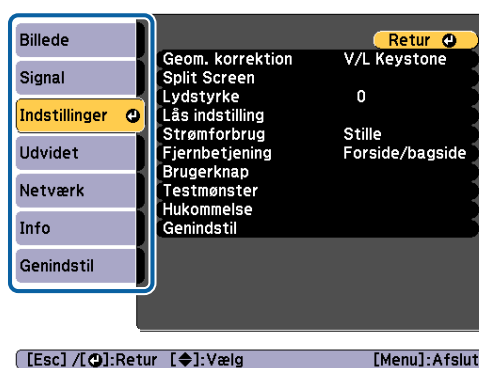 Billede
Signal
Indstillinger
Udvidet
Netværk
Info
Genindstil
Retur
Geom. korrektion V/L Keystone
Split Screen
Lydstyrke 0
Lås indstilling
Strømforbrug Stille
Fjernbetjening Forside/bagside
Brugerknap
Testmønster
Hukommelse
Genindstil
[Esc] /[⏎]:Retur [◆]:Vælg [Menu]:Afslut